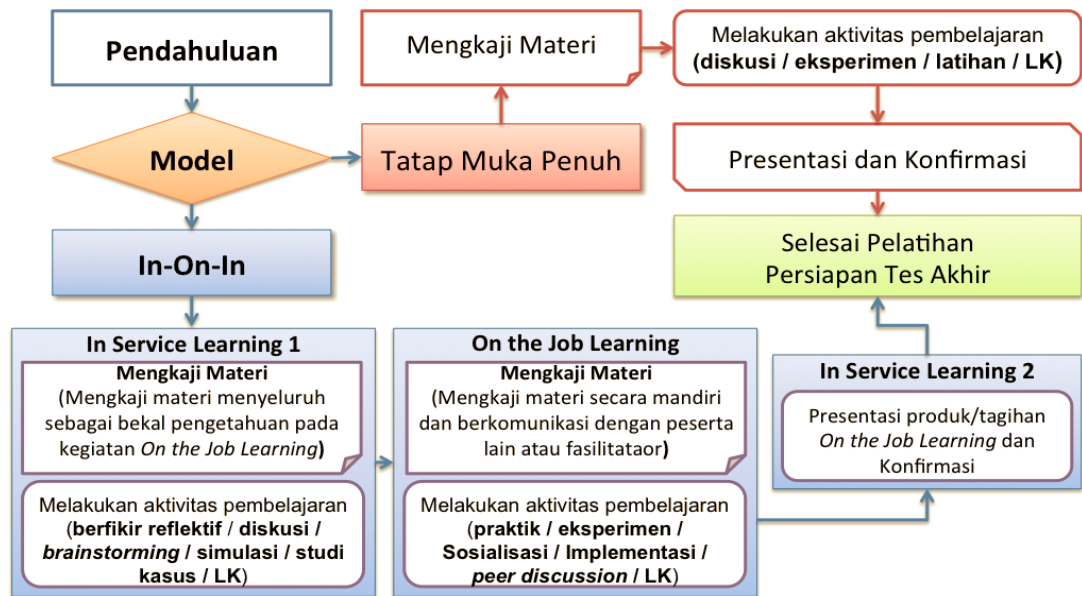 Pendahuluan
Model
Tatap Muka Penuh
Mengkaji Materi
Melakukan aktivitas pembelajaran
(diskusi / eksperimen / latihan / LK)
Presentasi dan Konfirmasi
Selesai Pelatihan
Persiapan Tes Akhir
In-On-In
In Service Learning 1
Mengkaji Materi
(Mengkaji materi menyeluruh
sebagai bekal pengetahuan pada
kegiatan On the Job Learning)
Melakukan aktivitas pembelajaran
(berfikir reflektif / diskusi /
brainstorming / simulasi / studi
kasus / LK)
On the Job Learning
Mengkaji Materi
(Mengkaji materi secara mandiri
dan berkomunikasi dengan peserta
lain atau fasilitataor)
Melakukan aktivitas pembelajaran
(praktik / eksperimen /
Sosialisasi / Implementasi /
peer discussion / LK)
In Service Learning 2
Presentasi produk/tagihan
On the Job Learning dan
Konfirmasi